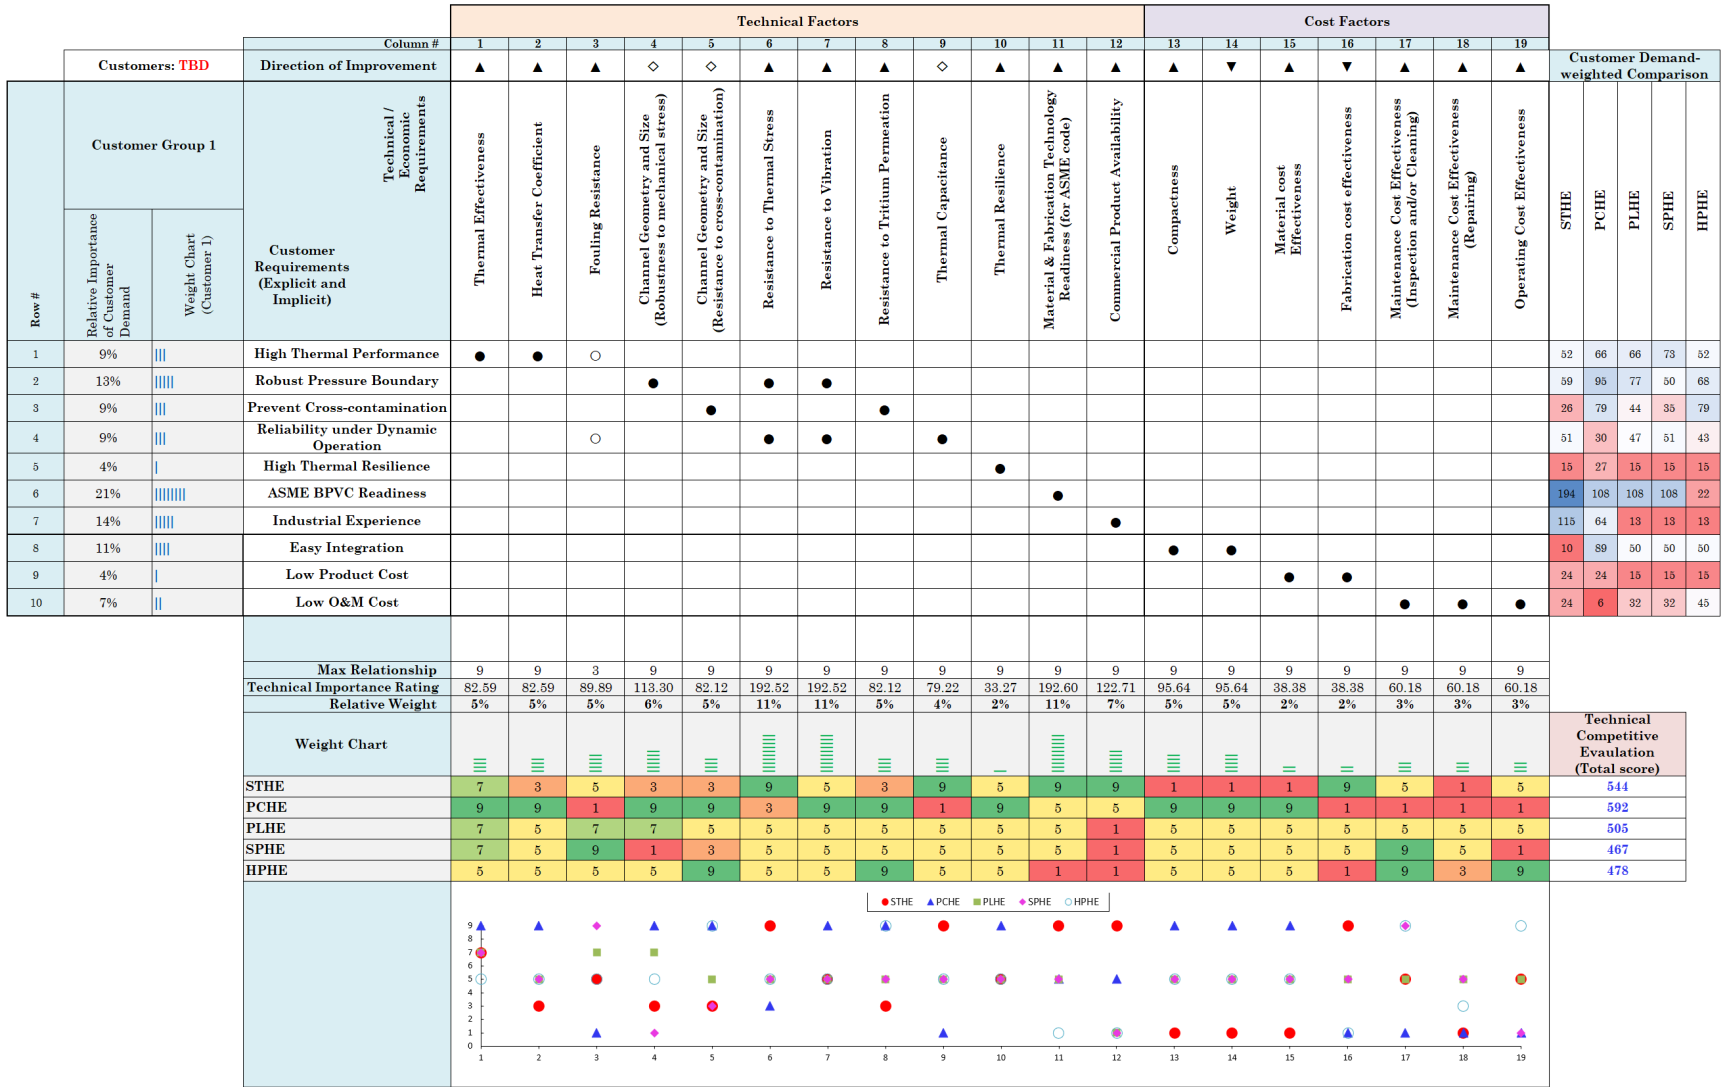 Technical Factors Cost Factors
Column # 1 2 3 4 5 6 7 8 9 10 11 12 13 14 15 16 17 18 19
Customers: TBD Direction of Improvement ▲ ▲ ▲ ◇ ◇ ▲ ▲ ▲ ◇ ▲ ▲ ▲ ▲ ▼ ▲ ▼ ▲ ▲ ▲
Customer Demand-
weighted Comparison
Row #
Customer Group 1
Relative Importance
of Customer
Demand
Weight Chart
(Customer 1)
Technical /
Economic
Requirements
Customer
Requirements
(Explicit and
Implicit)
Thermal Effectiveness
Heat Transfer Coefficient
Fouling Resistance
Channel Geometry and Size
(Robustness to mechanical stress)
Channel Geometry and Size
(Resistance to cross-contamination)
Resistance to Thermal Stress
Resistance to Vibration
Resistance to Tritium Permeation
Thermal Capacitance
Thermal Resilience
Material & Fabrication Technology
Readiness (for ASME code)
Commercial Product Availability
Compactness
Weight
Material cost
Effectiveness
Fabrication cost effectiveness
Maintenance Cost Effectiveness
(Inspection and/or Cleaning)
Maintenance Cost Effectiveness
(Repairing)
Operating Cost Effectiveness
STHE
PCHE
PLHE
SPHE
HPHE
1 9% ||| High Thermal Performance ● ● ○ 52 66 66 73 52
2 13% ||||| Robust Pressure Boundary ● ● ● 59 95 77 50 68
3 9% ||| Prevent Cross-contamination ● ● 26 79 44 35 79
4 9% ||| Reliability under Dynamic
Operation ○ ● ● ● 51 30 47 51 43
5 4% | High Thermal Resilience ● 15 27 15 15 15
6 21% |||||||| ASME BPVC Readiness ● 194 108 108 108 22
7 14% ||||| Industrial Experience ● 115 64 13 13 13
8 11% |||| Easy Integration ● ● 10 89 50 50 50
9 4% | Low Product Cost ● ● 24 24 15 15 15
10 7% || Low O&M Cost ● ● ● 24 6 32 32 45
Max Relationship 9 9 3 9 9 9 9 9 9 9 9 9 9 9 9 9 9 9 9
Technical Importance Rating 82.59 82.59 89.89 113.30 82.12 192.52 192.52 82.12 79.22 33.27 192.60 122.71 95.64 95.64 38.38 38.38 60.18 60.18 60.18
Relative Weight 5% 5% 5% 6% 5% 11% 11% 5% 4% 2% 11% 7% 5% 5% 2% 2% 3% 3% 3%
Weight Chart
Technical
Competitive
Evaulation
(Total score)
STHE 7 3 5 3 3 9 5 3 9 5 9 9 1 1 1 9 5 1 5 544
PCHE 9 9 1 9 9 3 9 9 1 9 5 5 9 9 9 1 1 1 1 592
PLHE 7 5 7 7 5 5 5 5 5 5 5 1 5 5 5 5 5 5 5 505
SPHE 7 5 9 1 3 5 5 5 5 5 5 1 5 5 5 5 9 5 1 467
HPHE 5 5 5 5 9 5 5 9 5 5 1 1 5 5 5 1 9 3 9 478
STHE PCHE PLHE SPHE HPHE
9
8
7
6
5
4
3
2
1
0
1 2 3 4 5 6 7 8 9 10 11 12 13 14 15 16 17 18 19